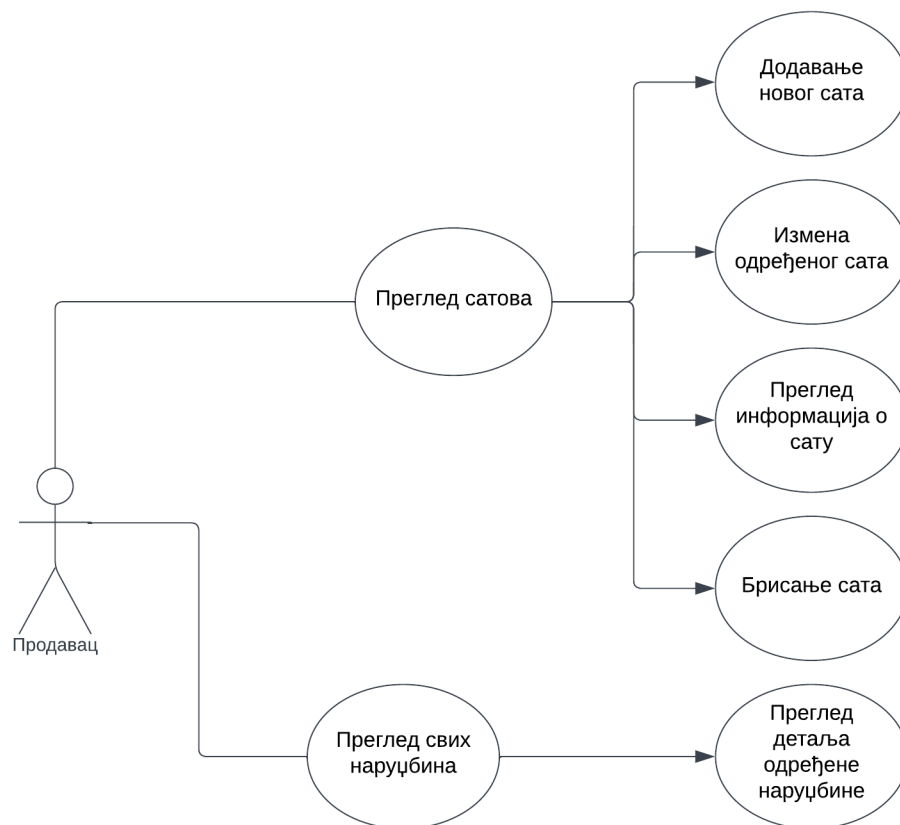 Додавање
новог сата
Измена
одређеног сата
Преглед сатова
Преглед
информација о
сату
Брисање сата
Продавац
Преглед свих
наруџбина
Преглед
детаља
одређене
наруџбине